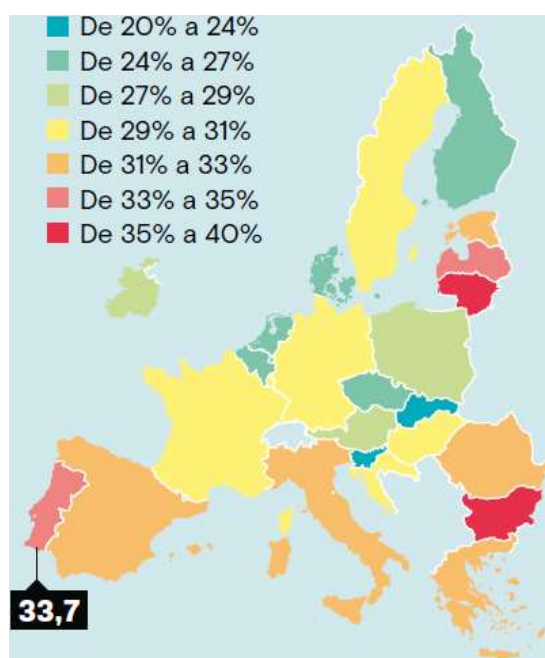 De 20% a 24%
De 24% a 27%
De 27% a 29%
De 29% a 31%
De 31% a 33%
De 33% a 35%
De 35% a 40%
33,7